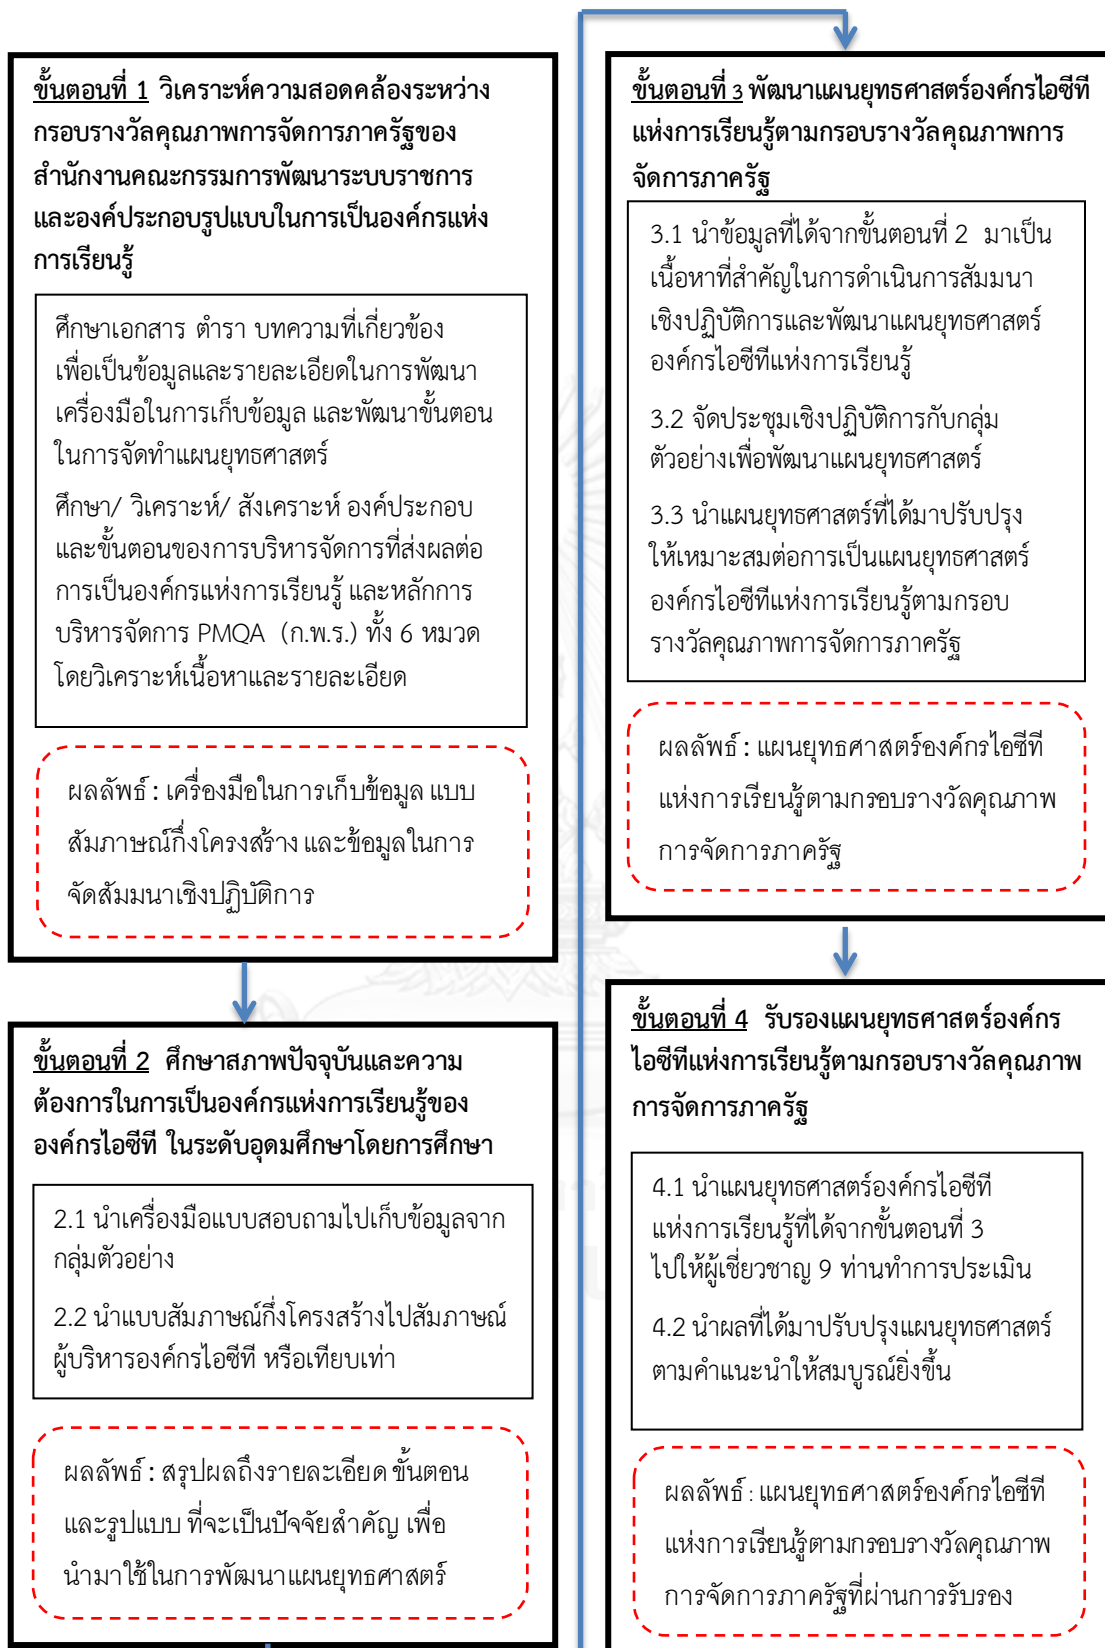 ขั้นตอนที่ 1 วิเคราะห์ความสอดคล้องระหว่าง
กรอบรางวัลคุณภาพการจัดการภาครัฐของ
สำนักงานคณะกรรมการพัฒนาระบบราชการ
และองค์ประกอบรูปแบบในการเป็นองค์กรแห่ง
การเรียนรู้
ศึกษาเอกสาร ตำรา บทความที่เกี่ยวข้อง
เพื่อเป็นข้อมูลและรายละเอียดในการพัฒนา
เครื่องมือในการเก็บข้อมูล และพัฒนาขั้นตอน
ในการจัดทำแผนยุทธศาสตร์
ศึกษา/ วิเคราะห์/ สังเคราะห์ องค์ประกอบ
และขั้นตอนของการบริหารจัดการที่ส่งผลต่อ
การเป็นองค์กรแห่งการเรียนรู้ และหลักการ
บริหารจัดการ PMQA (ก.พ.ร.) ทั้ง 6 หมวด
โดยวิเคราะห์เนื้อหาและรายละเอียด
ผลลัพธ์ : เครื่องมือในการเก็บข้อมูล แบบ
สัมภาษณ์กึ่งโครงสร้าง และข้อมูลในการ
จัดสัมมนาเชิงปฏิบัติการ
ขั้นตอนที่ 2 ศึกษาสภาพปัจจุบันและความ
ต้องการในการเป็นองค์กรแห่งการเรียนรู้ของ
องค์กรไอซีที ในระดับอุดมศึกษาโดยการศึกษา
2.1 นำเครื่องมือแบบสอบถามไปเก็บข้อมูลจาก
กลุ่มตัวอย่าง
2.2 นำแบบสัมภาษณ์กึ่งโครงสร้างไปสัมภาษณ์
ผู้บริหารองค์กรไอซีที หรือเทียบเท่า
ผลลัพธ์ : สรุปผลถึงรายละเอียด ขั้นตอน
และรูปแบบ ที่จะเป็นปัจจัยสำคัญ เพื่อ
นำมาใช้ในการพัฒนาแผนยุทธศาสตร์
ขั้นตอนที่ 3 พัฒนาแผนยุทธศาสตร์องค์กรไอซีที
แห่งการเรียนรู้ตามกรอบรางวัลคุณภาพการ
จัดการภาครัฐ
3.1 นำข้อมูลที่ได้จากขั้นตอนที่ 2 มาเป็น
เนื้อหาที่สำคัญในการดำเนินการสัมมนา
เชิงปฏิบัติการและพัฒนาแผนยุทธศาสตร์
องค์กรไอซีทีแห่งการเรียนรู้
3.2 จัดประชุมเชิงปฏิบัติการกับกลุ่ม
ตัวอย่างเพื่อพัฒนาแผนยุทธศาสตร์
3.3 นำแผนยุทธศาสตร์ที่ได้มาปรับปรุง
ให้เหมาะสมต่อการเป็นแผนยุทธศาสตร์
องค์กรไอซีทีแห่งการเรียนรู้ตามกรอบ
รางวัลคุณภาพการจัดการภาครัฐ
ผลลัพธ์ : แผนยุทธศาสตร์องค์กรไอซีที
แห่งการเรียนรู้ตามกรอบรางวัลคุณภาพ
การจัดการภาครัฐ
ขั้นตอนที่ 4 รับรองแผนยุทธศาสตร์องค์กร
ไอซีทีแห่งการเรียนรู้ตามกรอบรางวัลคุณภาพ
การจัดการภาครัฐ
4.1 นำแผนยุทธศาสตร์องค์กรไอซีที
แห่งการเรียนรู้ที่ได้จากขั้นตอนที่ 3
ไปให้ผู้เชี่ยวชาญ 9 ท่านทำการประเมิน
4.2 นำผลที่ได้มาปรับปรุงแผนยุทธศาสตร์
ตามคำแนะนำให้สมบูรณ์ยิ่งขึ้น
ผลลัพธ์ : แผนยุทธศาสตร์องค์กรไอซีที
แห่งการเรียนรู้ตามกรอบรางวัลคุณภาพ
การจัดการภาครัฐที่ผ่านการรับรอง